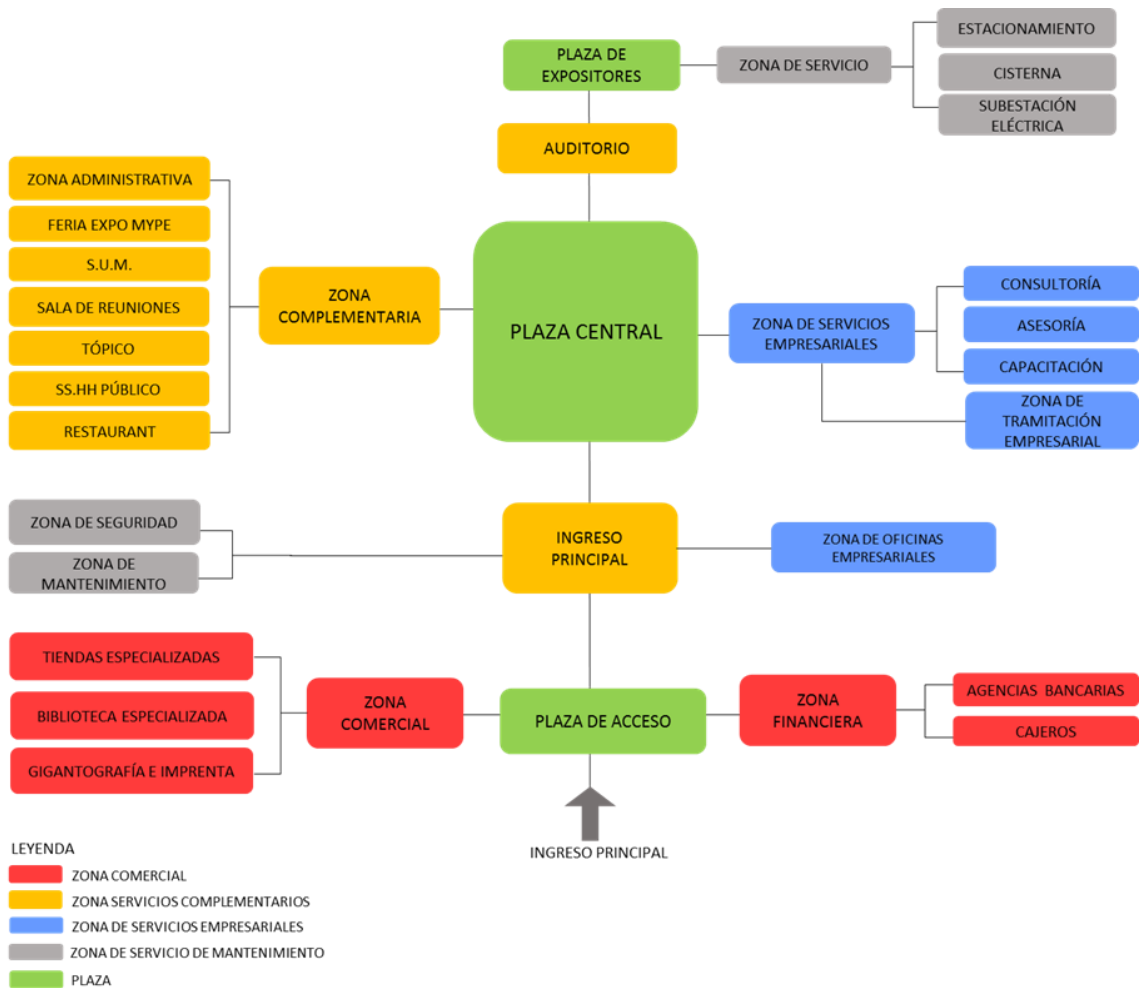 PLAZA DE
EXPOSITORES
ZONA DE SERVICIO
ESTACIONAMIENTO
CISTERNA
SUBESTACIÓN
ELÉCTRICA
AUDITORIO
ZONA ADMINISTRATIVA
FERIA EXPO MYPE
S.U.M.
SALA DE REUNIONES
TÓPICO
SS.HH PÚBLICO
RESTAURANT
ZONA
COMPLEMENTARIA
PLAZA CENTRAL
ZONA DE SERVICIOS
EMPRESARIALES
CONSULTORÍA
ASESORÍA
CAPACITACIÓN
ZONA DE
TRAMITACIÓN
EMPRESARIAL
ZONA DE SEGURIDAD
ZONA DE
MANTENIMIENTO
INGRESO
PRINCIPAL
ZONA DE OFICINAS
EMPRESARIALES
TIENDAS ESPECIALIZADAS
BIBLIOTECA ESPECIALIZADA
GIGANTOGRAFÍA E IMPRENTA
ZONA
COMERCIAL
PLAZA DE ACCESO
ZONA
FINANCIERA
AGENCIAS BANCARIAS
CAJEROS
INGRESO PRINCIPAL
LEYENDA
ZONA COMERCIAL
ZONA SERVICIOS COMPLEMENTARIOS
ZONA DE SERVICIOS EMPRESARIALES
ZONA DE SERVICIO DE MANTENIMIENTO
PLAZA